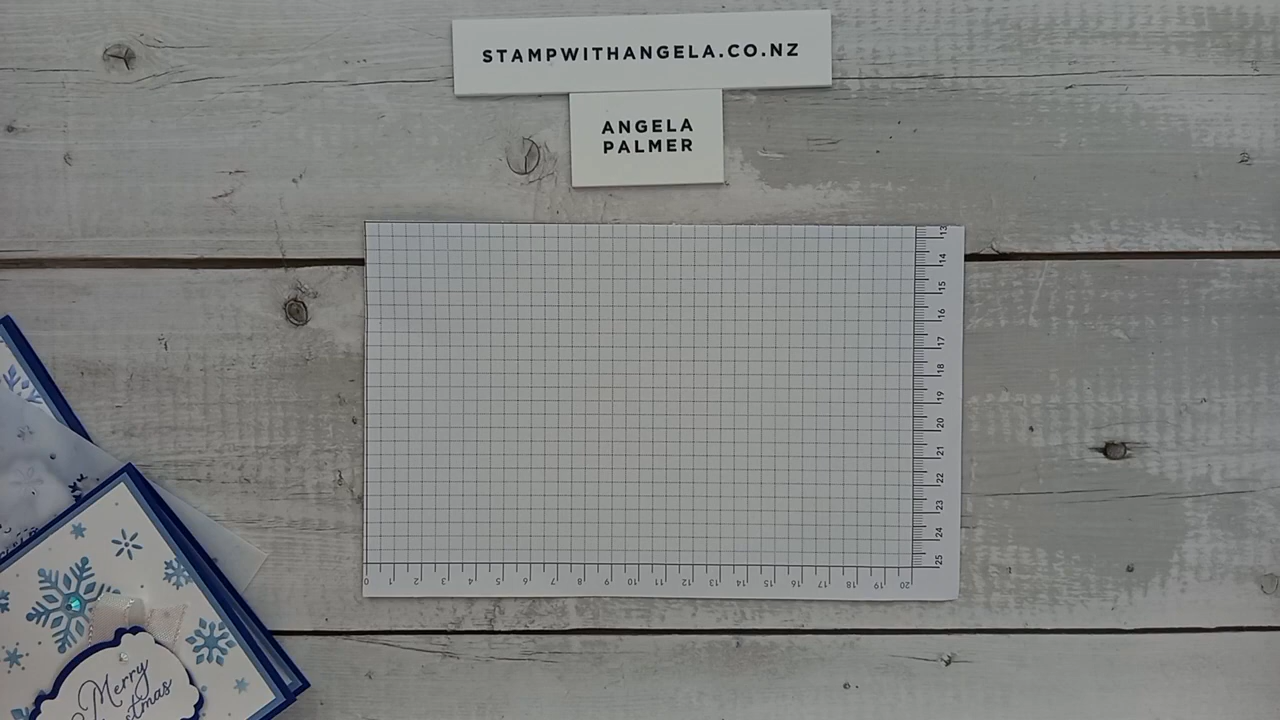 STAMPWITHANGELA.CO.NZ
ANGELA
PALMER
13
14
15
16
17
18
19
20
21
22
23
24
25
0 1 2 3 4 5 6 7 8 9 10 11 12 13 14 15 16 17 18 19 20
Merry